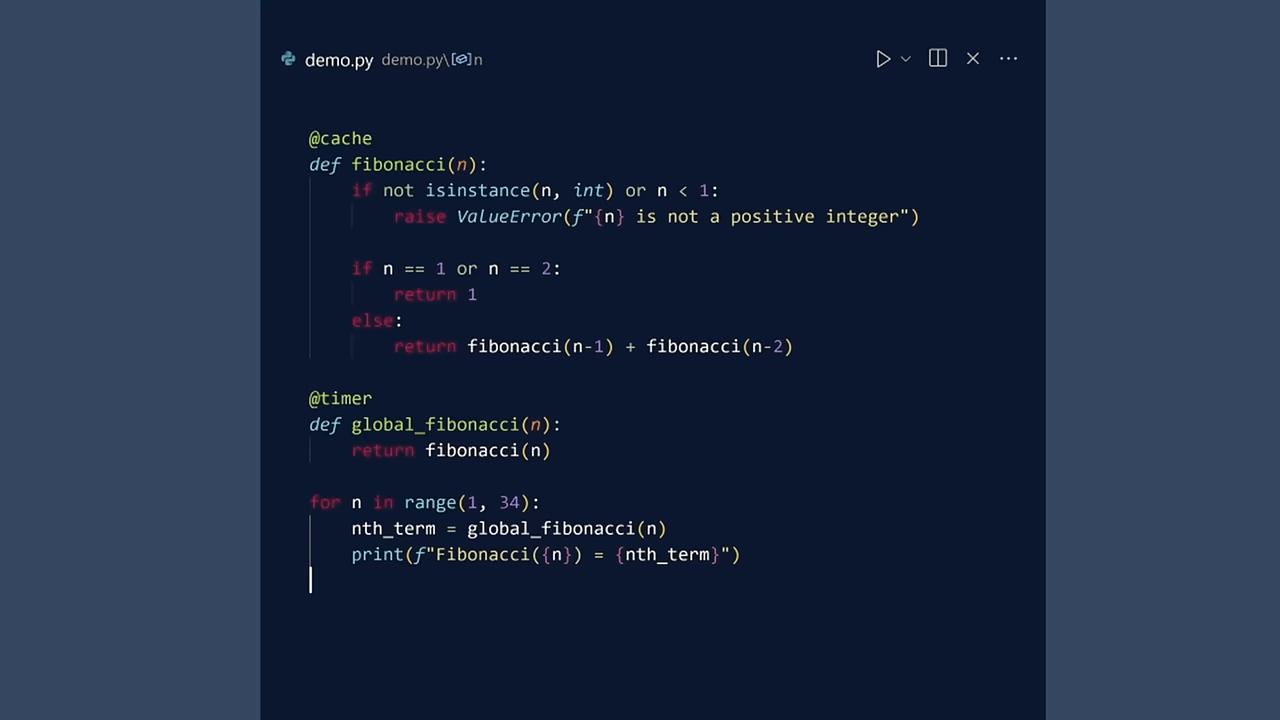 demo.py demo.py\[]n
@cache
def fibonacci(n):
    if not isinstance(n, int) or n < 1:
        raise ValueError(f"{n} is not a positive integer")

    if n == 1 or n == 2:
        return 1
    else:
        return fibonacci(n-1) + fibonacci(n-2)

@timer
def global_fibonacci(n):
    return fibonacci(n)

for n in range(1, 34):
    nth_term = global_fibonacci(n)
    print(f"Fibonacci({n}) = {nth_term}")